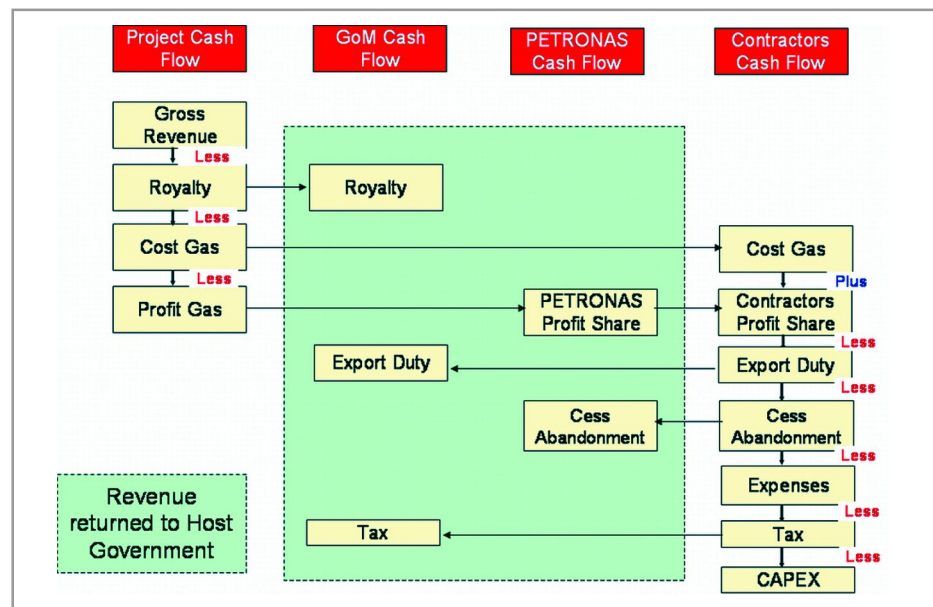 Project Cash
Flow
GoM Cash
Flow
PETRONAS
Cash Flow
Contractors
Cash Flow
Gross
Revenue
Less
Royalty
Royalty
Less
Cost Gas
Cost Gas
Less
Plus
Profit Gas
PETRONAS
Profit Share
Contractors
Profit Share
Less
Export Duty
Export Duty
Less
Cess
Abandonment
Cess
Abandonment
Less
Expenses
Less
Revenue
returned to Host
Government
Tax
Tax
Less
CAPEX